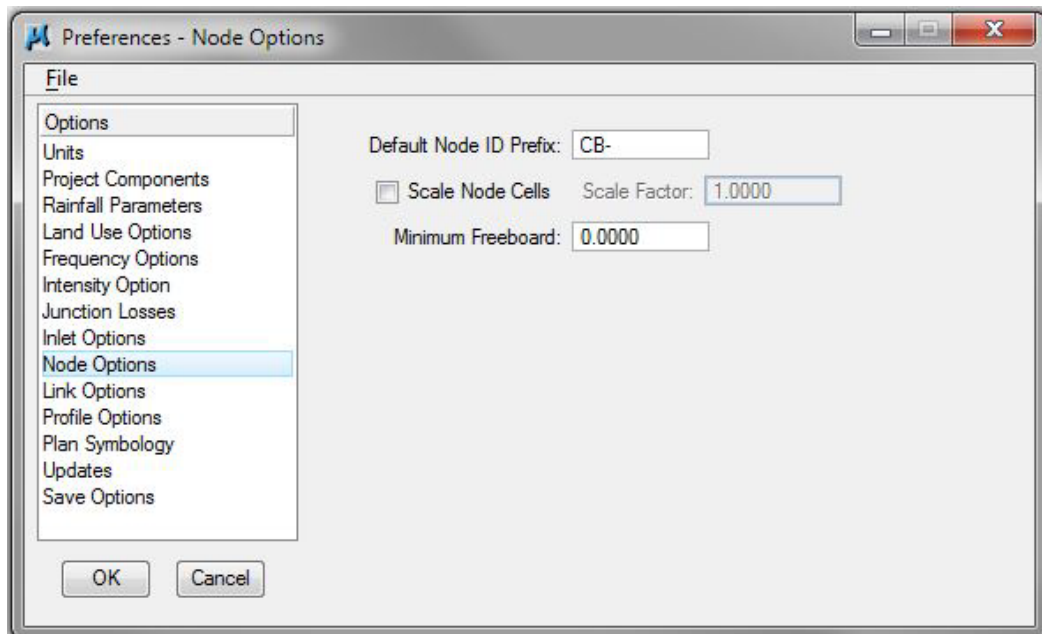 Preferences - Node Options
File
Options
Units
Project Components
Rainfall Parameters
Land Use Options
Frequency Options
Intensity Option
Junction Losses
Inlet Options
Node Options
Link Options
Profile Options
Plan Symbology
Updates
Save Options
Default Node ID Prefix: CB-
Scale Node Cells Scale Factor: 1.0000
Minimum Freeboard: 0.0000
OK Cancel